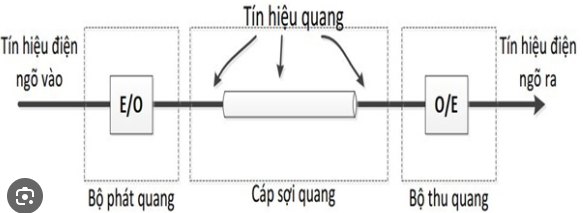 Tín hiệu quang
Tín hiệu điện
ngõ vào
Tín hiệu điện
ngõ ra
E/O
O/E
Bộ phát quang
Cáp sợi quang
Bộ thu quang